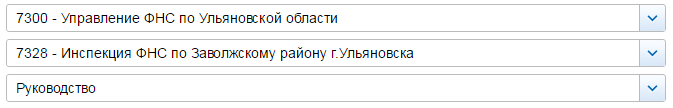 7300 - Управление ФНС по Ульяновской области
7328 - Инспекция ФНС по Заволжскому району г.Ульяновска
Руководство